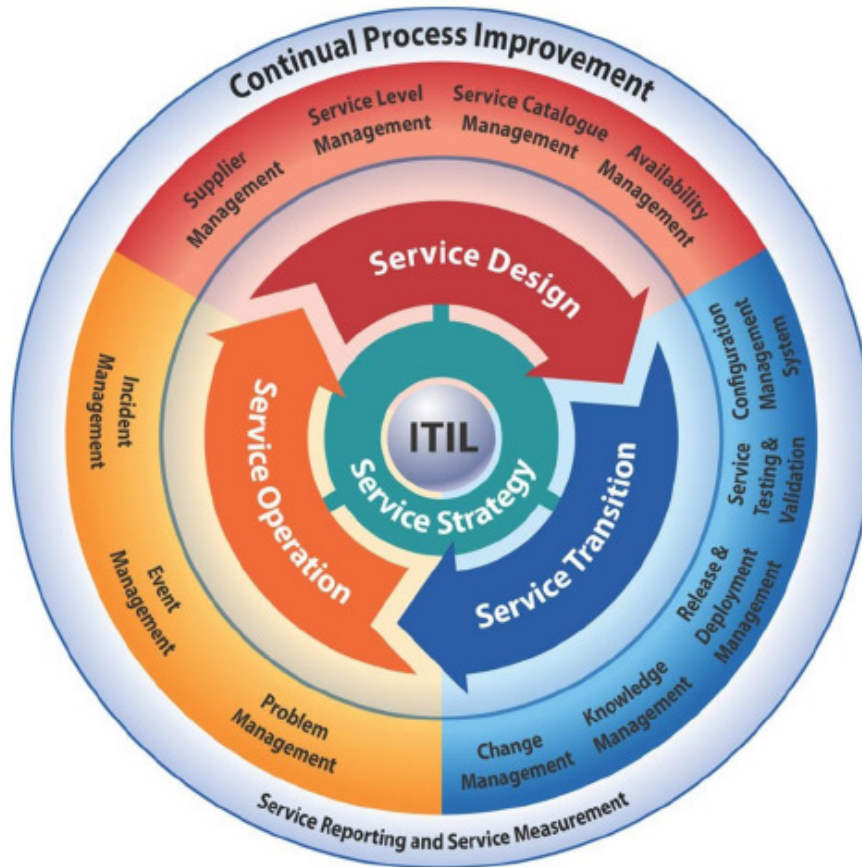 Continual Process Improvement
Supplier
Management
Service Level
Management
Service Catalogue
Management
Availability
Management
Configuration
Management
System
Service
Testing &
Validation
Release &
Deployment
Management
Knowledge
Management
Change
Management
Problem
Management
Event
Management
Incident
Management
Service Design
Service Transition
Service Operation
Service Strategy
ITIL
Service Reporting and Service Measurement